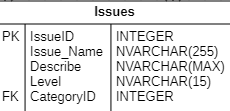 Issues
PK IssueID INTEGER
Issue_Name NVARCHAR(255)
Describe NVARCHAR(MAX)
Level NVARCHAR(15)
FK CategoryID INTEGER